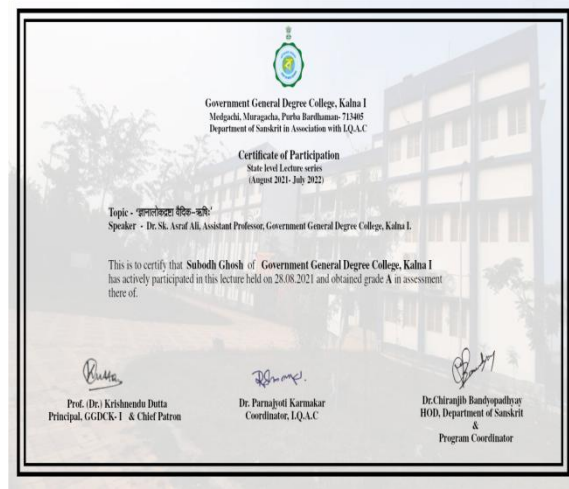 Government General Degree College, Kalna I
Medgachi, Muragacha, Purba Bardhaman- 713405
Department of Sanskrit in Association with I.Q.A.C
Certificate of Participation
State level Lecture series
(August 2021- July 2022)
Topic - 'ज्ञानालोकद्रष्टा वैदिक-ऋषिः'
Speaker - Dr. Sk. Asraf Ali, Assistant Professor, Government General Degree College, Kalna I.
This is to certify that Subodh Ghosh of Government General Degree College, Kalna I
has actively participated in this lecture held on 28.08.2021 and obtained grade A in assessment
there of.
Prof. (Dr.) Krishnendu Dutta
Principal, GGDCK- I & Chief Patron
Dr. Parnajyoti Karmakar
Coordinator, I.Q.A.C
Dr.Chiranjib Bandyopadhyay
HOD, Department of Sanskrit
&
Program Coordinator